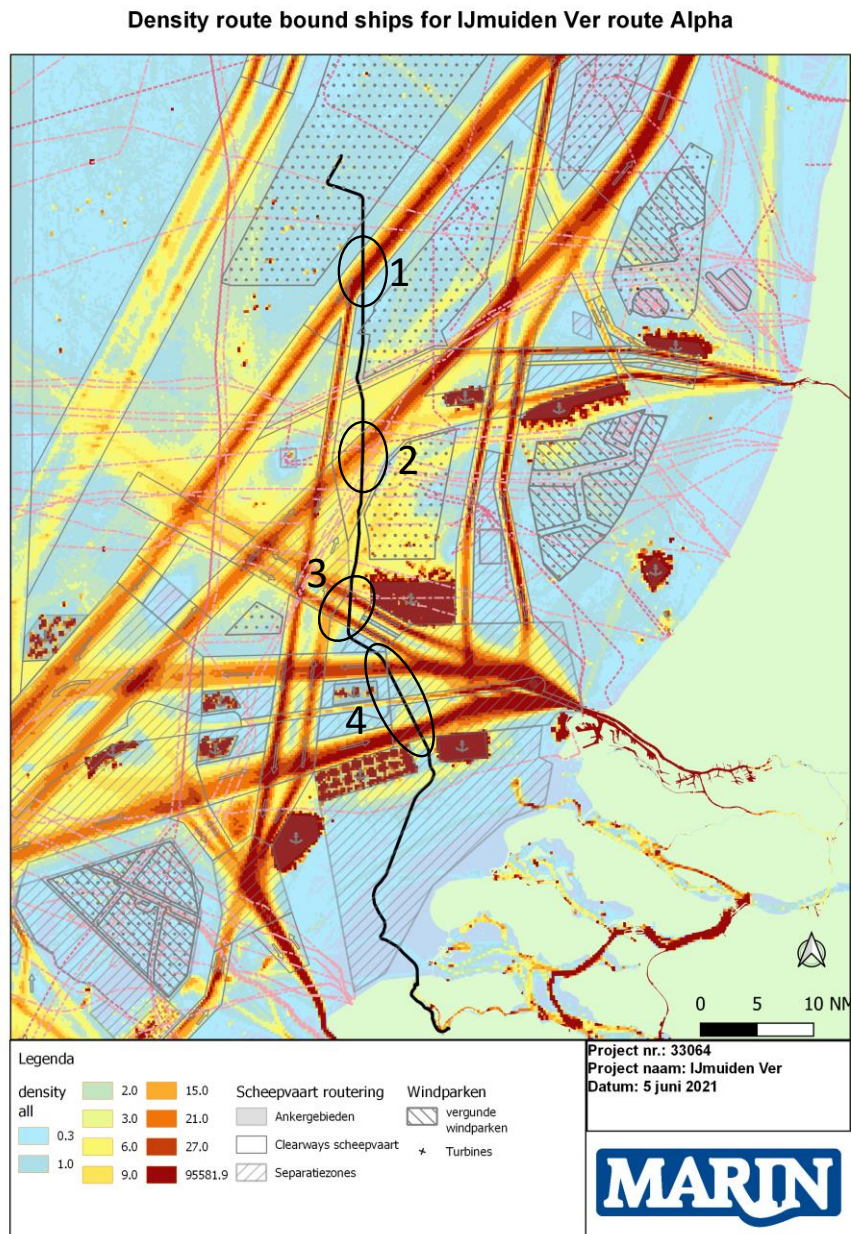 Density route bound ships for IJmuiden Ver route Alpha
1
2
3
4
0 5 10 NM
Legenda
density
all
0.3
1.0
2.0
3.0
6.0
9.0
15.0
21.0
27.0
95581.9
Scheepvaart routering
Ankergebieden
Clearways scheepvaart
Separatiezones
Windparken
vergunde
windparken
Turbines
Project nr.: 33064
Project naam: IJmuiden Ver
Datum: 5 juni 2021
MARIN